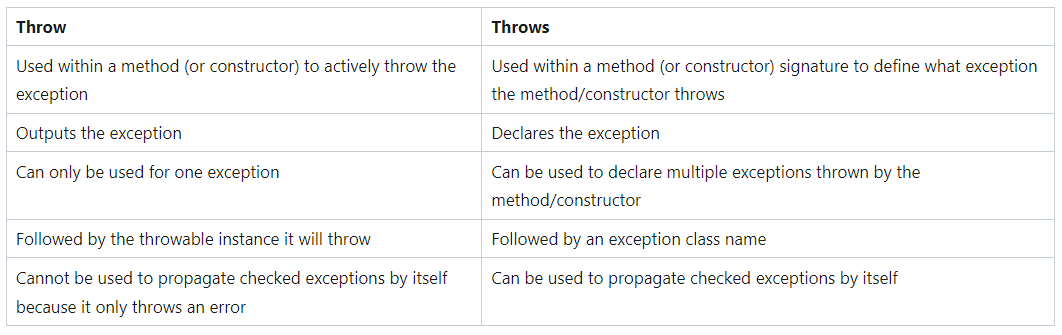 Throw
Throws
Used within a method (or constructor) to actively throw the
exception
Used within a method (or constructor) signature to define what exception
the method/constructor throws
Outputs the exception
Declares the exception
Can only be used for one exception
Can be used to declare multiple exceptions thrown by the
method/constructor
Followed by the throwable instance it will throw
Followed by an exception class name
Cannot be used to propagate checked exceptions by itself
because it only throws an error
Can be used to propagate checked exceptions by itself